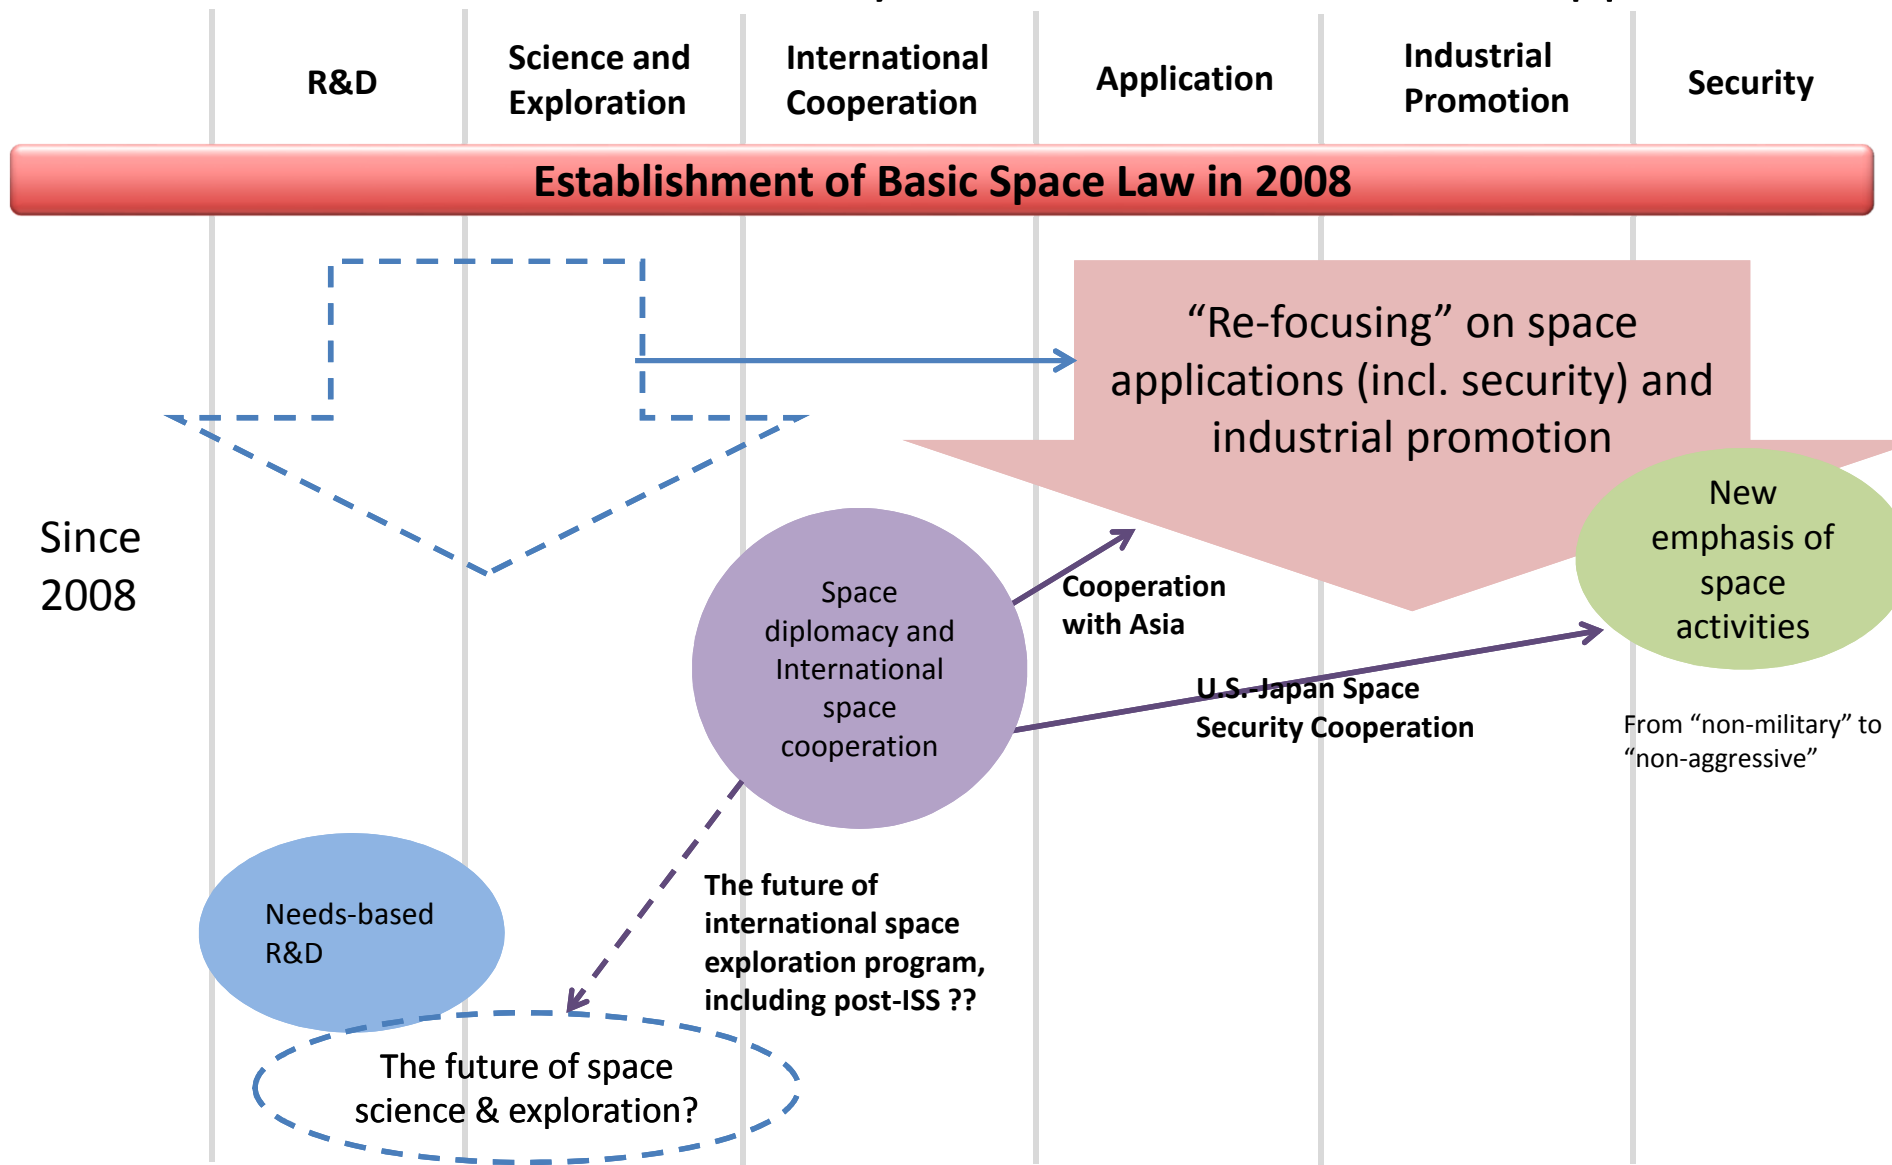 R&D
Science and
Exploration
International
Cooperation
Application
Industrial
Promotion
Security
Establishment of Basic Space Law in 2008
“Re-focusing” on space
applications (incl. security) and
industrial promotion
New
emphasis of
space
activities
Since
2008
Space
diplomacy and
International
space
cooperation
Cooperation
with Asia
U.S.-Japan Space
Security Cooperation
From “non-military” to
“non-aggressive”
Needs-based
R&D
The future of
international space
exploration program,
including post-ISS ??
The future of space
science & exploration?